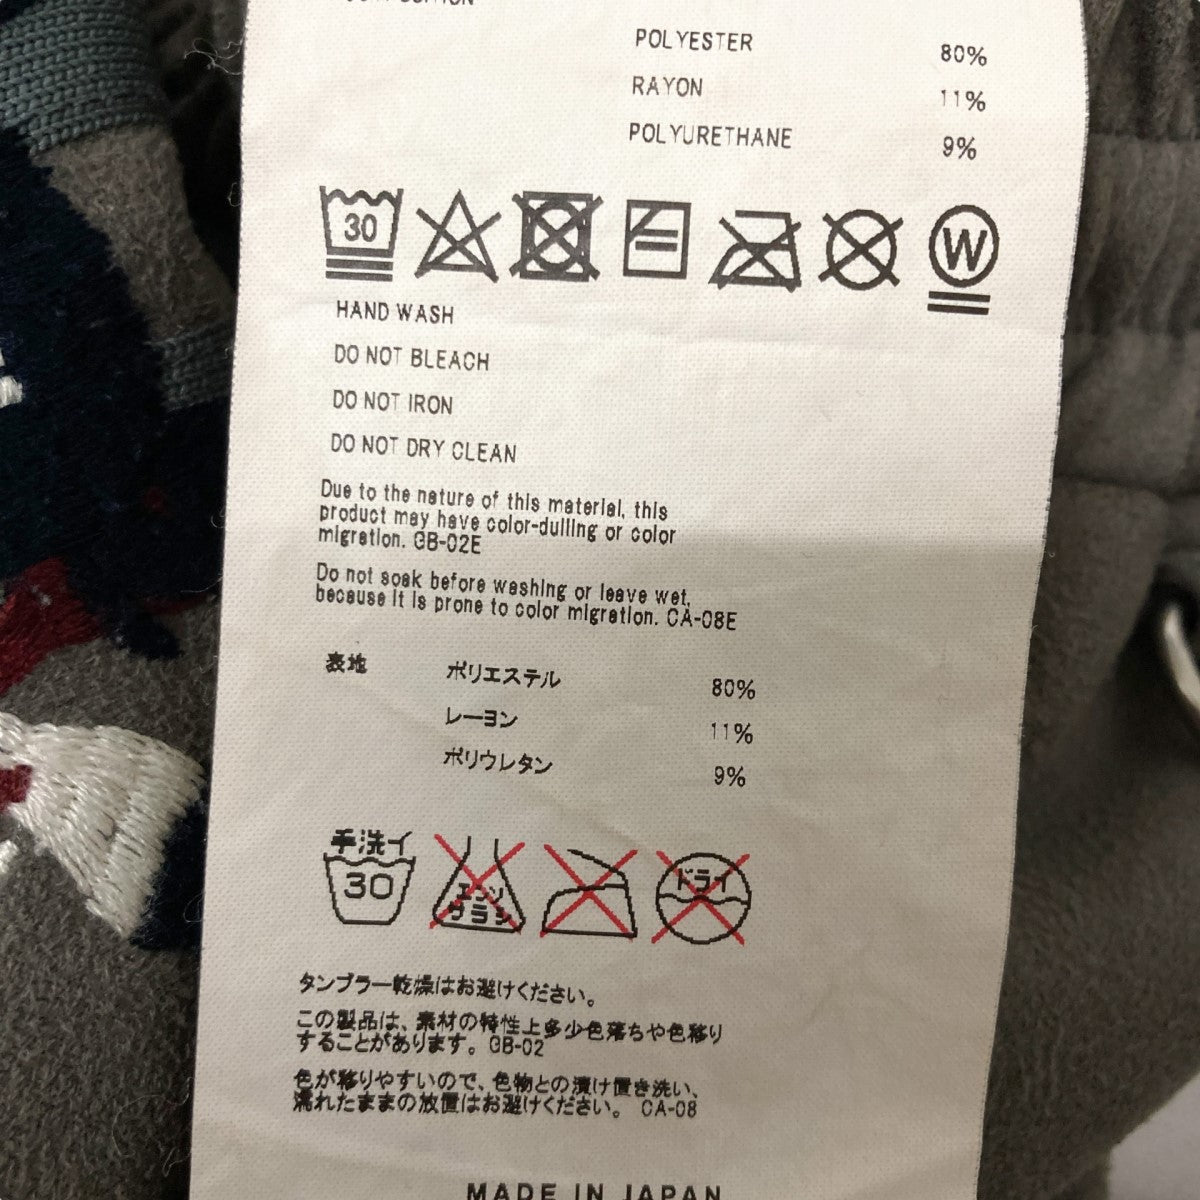 POLYESTER 80%
RAYON 11%
POLYURETHANE 9%
30
W
HAND WASH
DO NOT BLEACH
DO NOT IRON
DO NOT DRY CLEAN
Due to the nature of this material, this
product may have color-dulling or color
migration. GB-02E
Do not soak before washing or leave wet,
because it is prone to color migration. CA-08E
表地 ポリエステル 80%
レーヨン 11%
ポリウレタン 9%
手洗イ
30
エンソ
サラシ
ドライ
タンブラー乾燥はお避けください。
この製品は、素材の特性上多少色落ちや色移り
することがあります。GB-02
色が移りやすいので、色物との漬け置き洗い、
濡れたままの放置はお避けください。 CA-08
MADE IN JAPAN